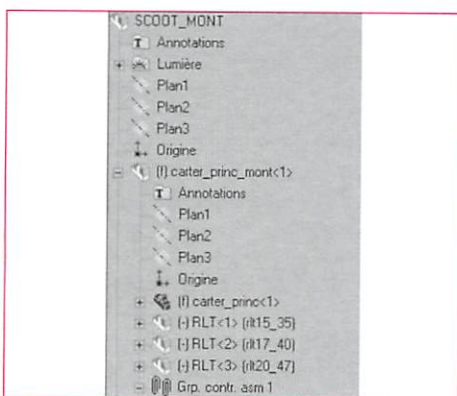 SCOOT_MONT
Annotations
Lumière
Plan1
Plan2
Plan3
Origine
(f) carter_princ_mont<1>
Annotations
Plan1
Plan2
Plan3
Origine
(f) carter_princ<1>
(-) RLT<1> (rlt15_35)
(-) RLT<2> (rlt17_40)
(-) RLT<3> (rlt20_47)
Grp. contr. asm 1